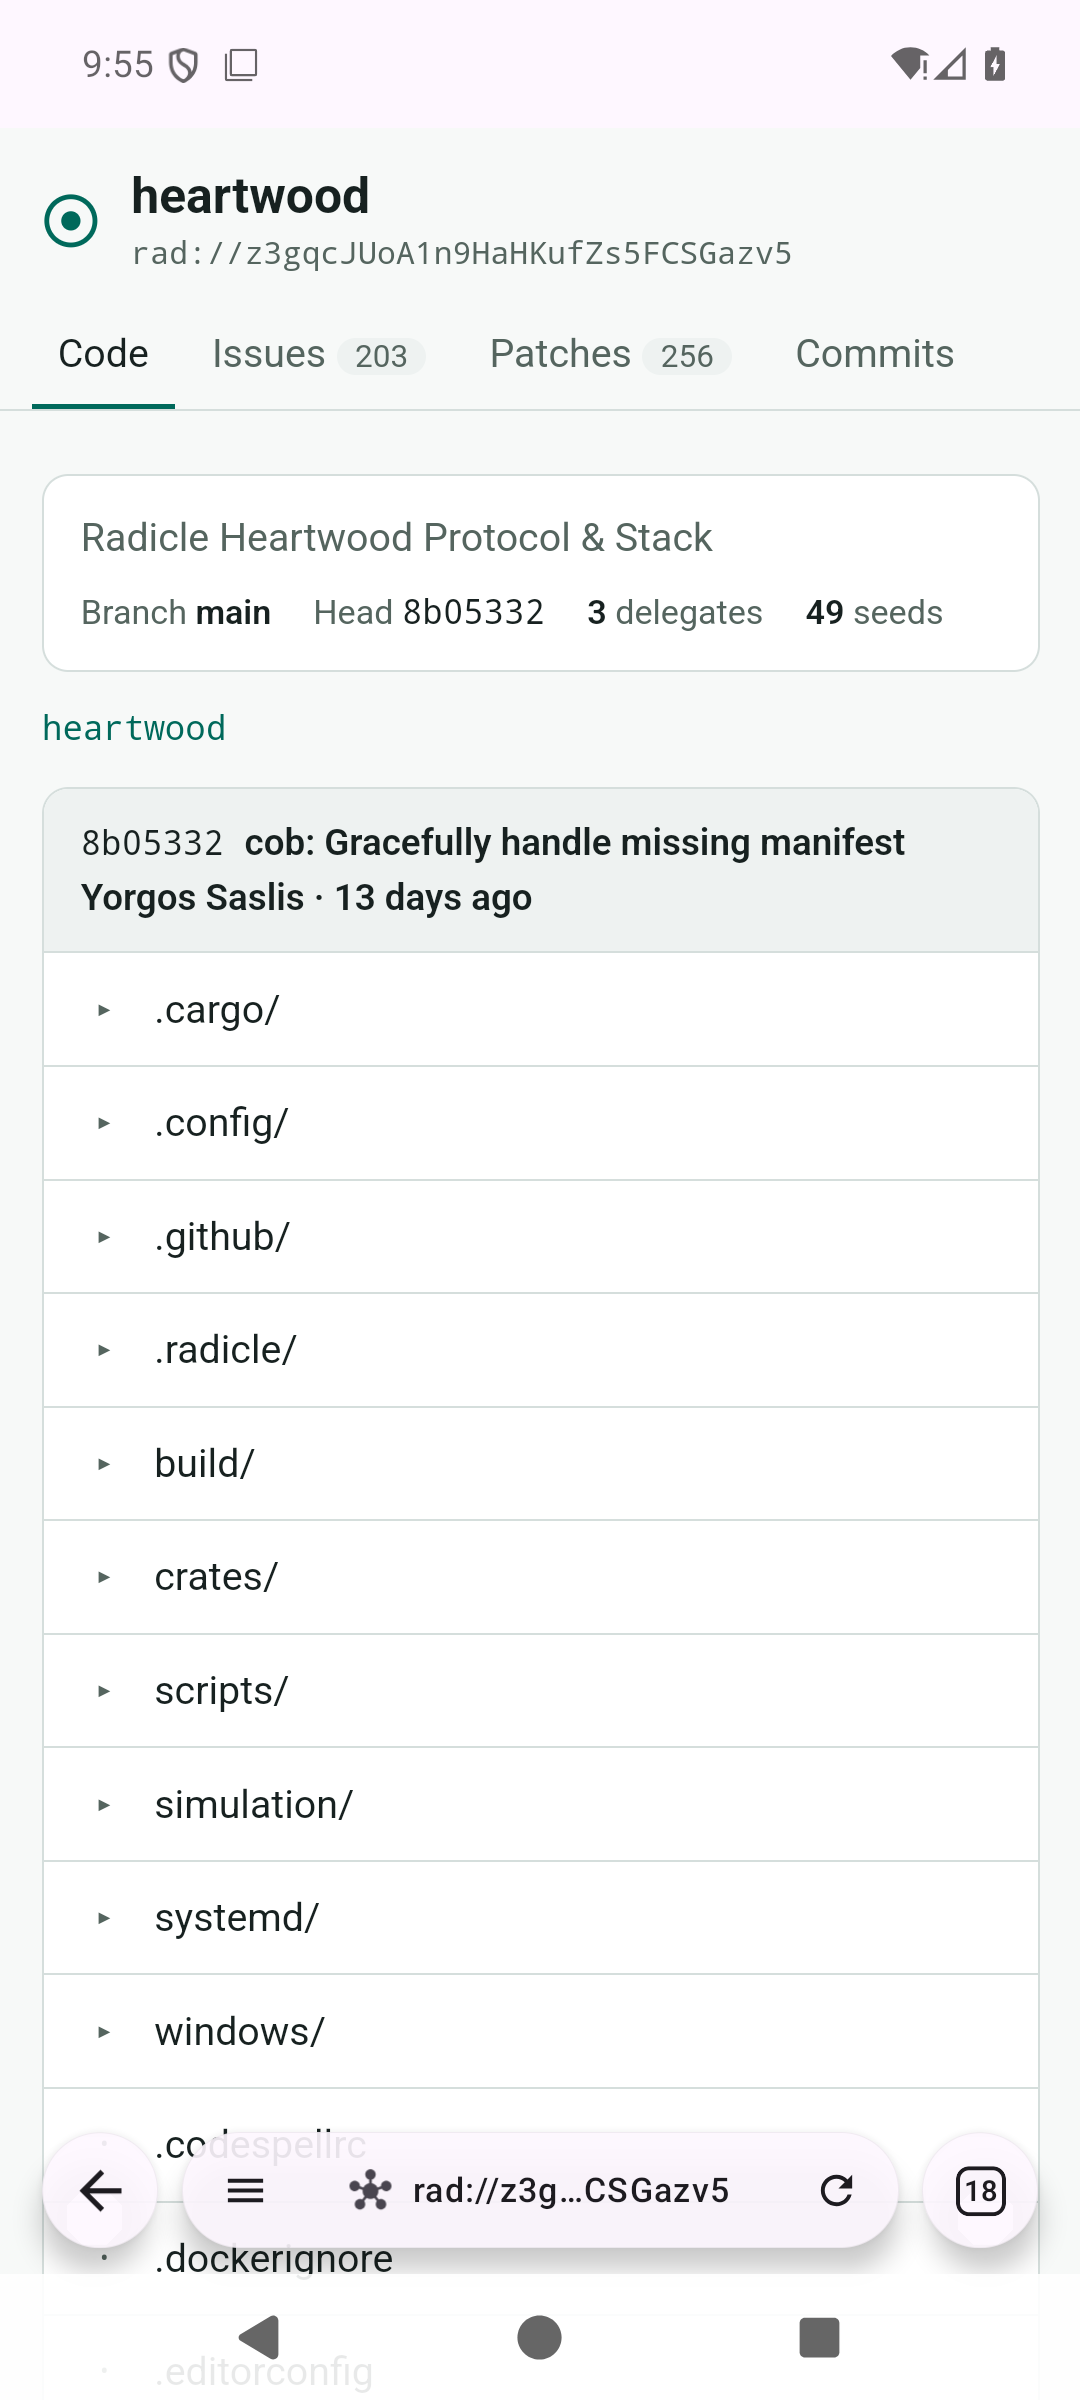 9:55
heartwood
rad://z3gqcJUoA1n9HaHKufZs5FCSGazv5
Code Issues 203 Patches 256 Commits
Radicle Heartwood Protocol & Stack
Branch main Head 8b05332 3 delegates 49 seeds
heartwood
8b05332 cob: Gracefully handle missing manifest
Yorgos Saslis · 13 days ago
.cargo/
.config/
.github/
.radicle/
build/
crates/
scripts/
simulation/
systemd/
windows/
.codespellrc
rad://z3g…CSGazv5 18
.dockerignore
.editorconfig